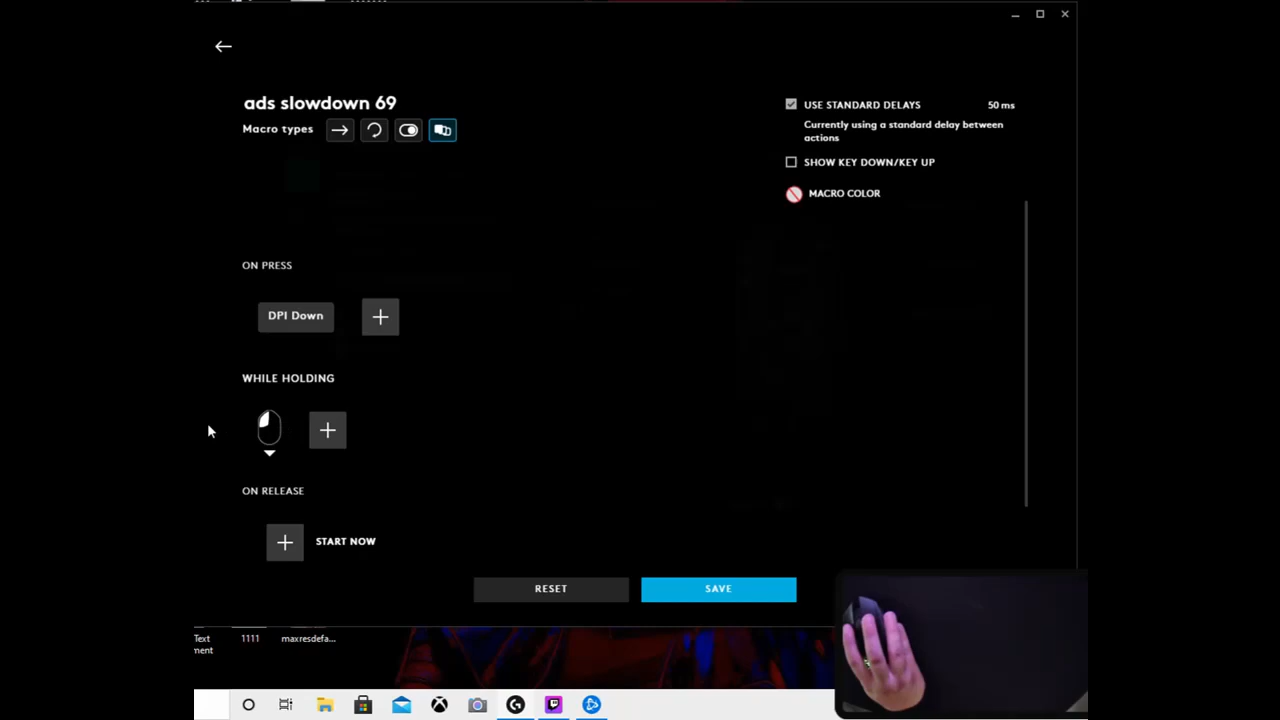 ads slowdown 69
Macro types
USE STANDARD DELAYS 50 ms
Currently using a standard delay between
actions
SHOW KEY DOWN/KEY UP
MACRO COLOR
ON PRESS
DPI Down
WHILE HOLDING
ON RELEASE
START NOW
RESET
SAVE
Text
ment
1111
maxresdefa...